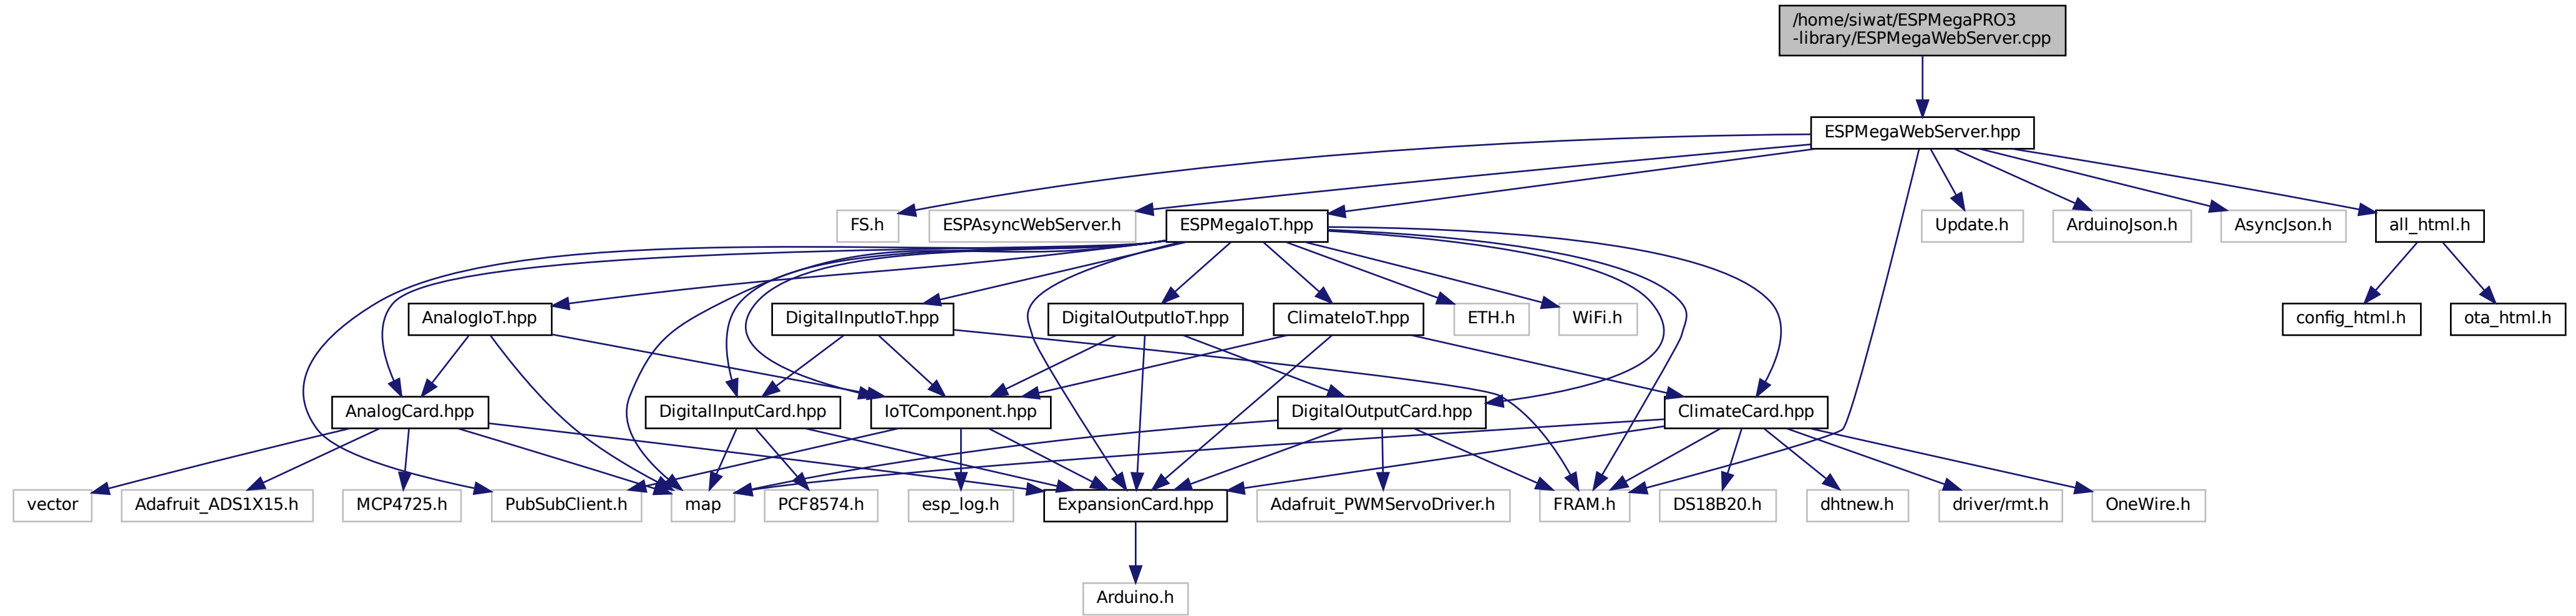 /home/siwat/ESPMegaPRO3
-library/ESPMegaWebServer.cpp
ESPMegaWebServer.hpp
FS.h
ESPAsyncWebServer.h
ESPMegaIoT.hpp
Update.h
ArduinoJson.h
AsyncJson.h
all_html.h
AnalogIoT.hpp
DigitalInputIoT.hpp
DigitalOutputIoT.hpp
ClimateIoT.hpp
ETH.h
WiFi.h
config_html.h
ota_html.h
AnalogCard.hpp
DigitalInputCard.hpp
IoTComponent.hpp
DigitalOutputCard.hpp
ClimateCard.hpp
vector
Adafruit_ADS1X15.h
MCP4725.h
PubSubClient.h
map
PCF8574.h
esp_log.h
ExpansionCard.hpp
Adafruit_PWMServoDriver.h
FRAM.h
DS18B20.h
dhtnew.h
driver/rmt.h
OneWire.h
Arduino.h